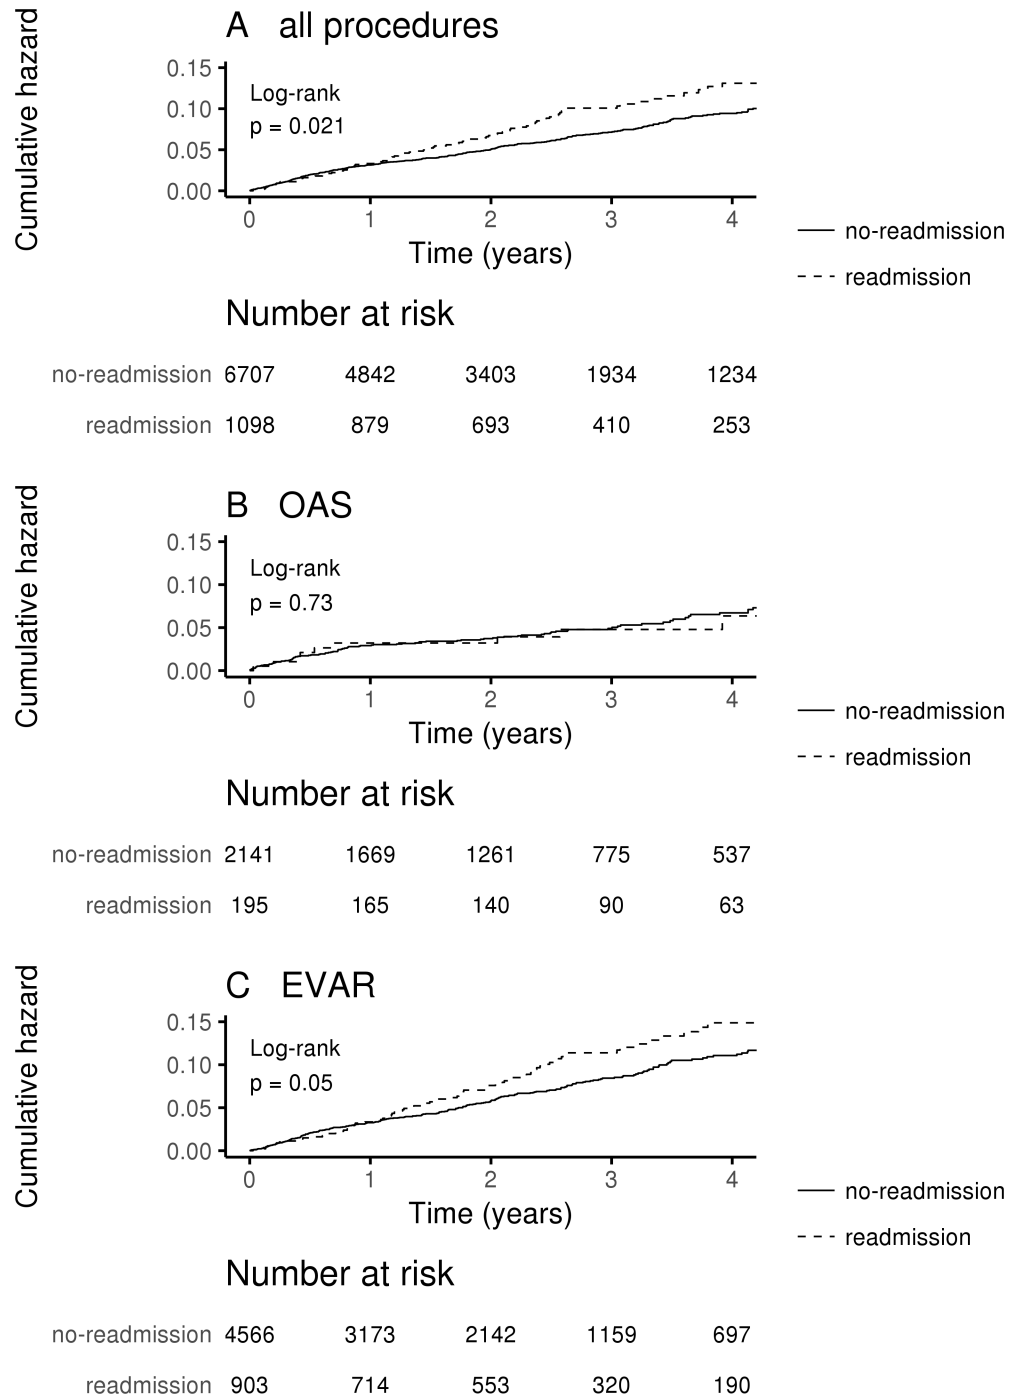 A all procedures
Cumulative hazard
0.15
0.10
0.05
0.00
Log-rank
p = 0.021
0 1 2 3 4
Time (years)
no-readmission
readmission
Number at risk
no-readmission 6707 4842 3403 1934 1234
readmission 1098 879 693 410 253
B OAS
Cumulative hazard
0.15
0.10
0.05
0.00
Log-rank
p = 0.73
0 1 2 3 4
Time (years)
no-readmission
readmission
Number at risk
no-readmission 2141 1669 1261 775 537
readmission 195 165 140 90 63
C EVAR
Cumulative hazard
0.15
0.10
0.05
0.00
Log-rank
p = 0.05
0 1 2 3 4
Time (years)
no-readmission
readmission
Number at risk
no-readmission 4566 3173 2142 1159 697
readmission 903 714 553 320 190